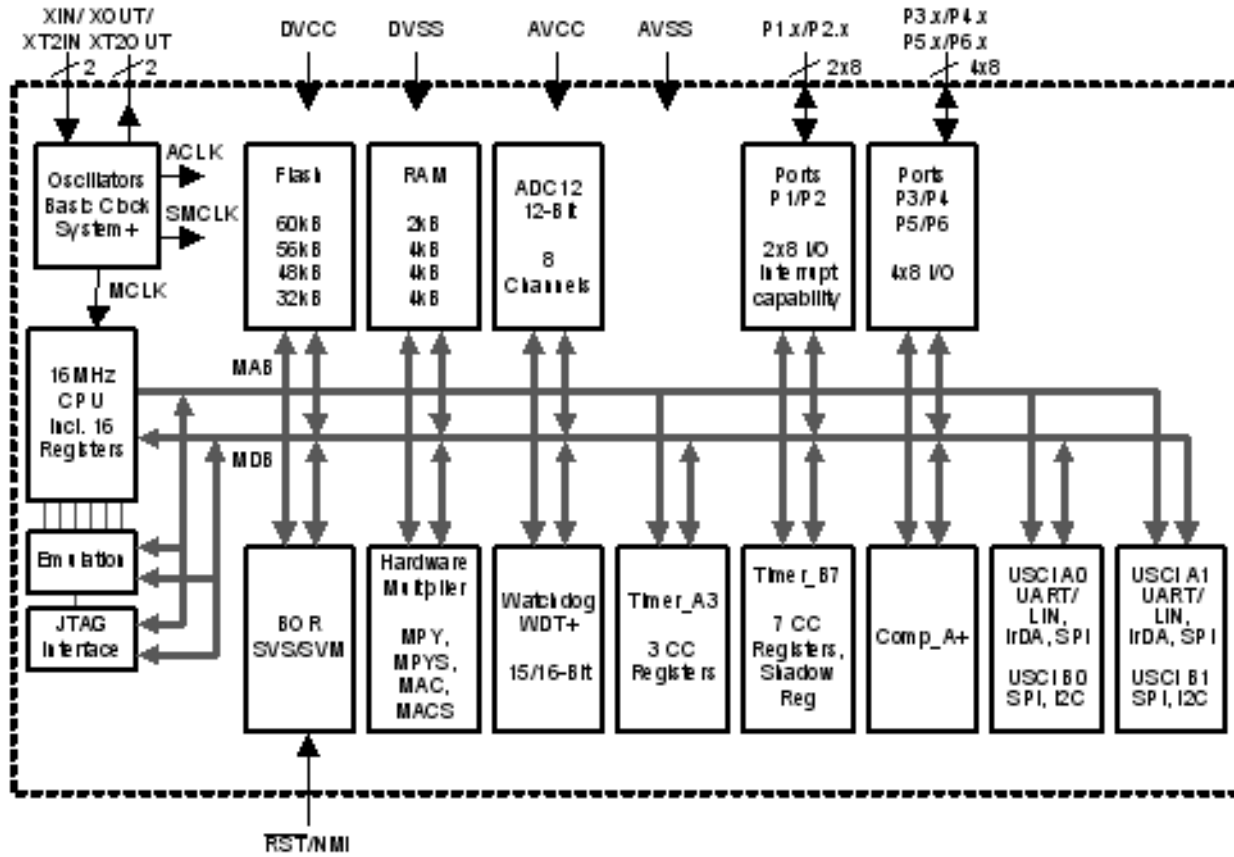 XIN/ XOUT/
XT2IN XT2OUT
2
2
DVCC
DVSS
AVCC
AVSS
P1.x/P2.x
2x8
P3.x/P4.x
P5.x/P6.x
4x8
Oscillators
Basic Clock
System+
ACLK
SMCLK
MCLK
Flash
60kB
56kB
48kB
32kB
RAM
2kB
4kB
4kB
4kB
ADC12
12-Bit
8
Channels
Ports
P1/P2
2x8 I/O
Interrupt
capability
Ports
P3/P4
P5/P6
4x8 I/O
16MHz
CPU
incl. 16
Registers
MAB
MDB
Emulation
JTAG
Interface
BOR
SVS/SVM
Hardware
Multiplier
MPY,
MPYS,
MAC,
MACS
Watchdog
WDT+
15/16-Bit
Timer_A3
3 CC
Registers
Timer_B7
7 CC
Registers,
Shadow
Reg
Comp_A+
USCI A0
UART/
LIN,
IrDA, SPI
USCI B0
SPI, I2C
USCI A1
UART/
LIN,
IrDA, SPI
USCI B1
SPI, I2C
RST/NMI